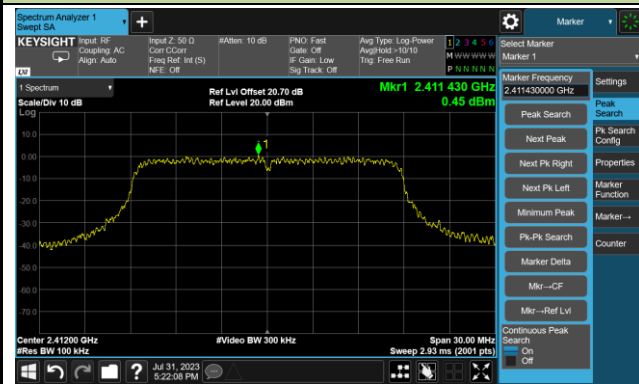 Spectrum Analyzer 1
Swept SA
+
Marker
KEYSIGHT
LXI
Input: RF
Coupling: AC
Align: Auto
Input Z: 50 Ω
Corr CCorr
Freq Ref: Int (S)
NFE: Off
#Atten: 10 dB
PNO: Fast
Gate: Off
IF Gain: Low
Sig Track: Off
Avg Type: Log-Power
Avg|Hold:>10/10
Trig: Free Run
1 2 3 4 5 6
M W W W W W
P N N N N N
Select Marker
Marker 1
1 Spectrum
Scale/Div 10 dB
Log
Ref Lvl Offset 20.70 dB
Ref Level 20.00 dBm
Mkr1 2.411 430 GHz
0.45 dBm
1
10.0
0.00
-10.0
-20.0
-30.0
-40.0
-50.0
-60.0
-70.0
Center 2.41200 GHz
#Res BW 100 kHz
#Video BW 300 kHz
Span 30.00 MHz
Sweep 2.93 ms (2001 pts)
Marker Frequency
2.411430000 GHz
Peak Search
Next Peak
Next Pk Right
Next Pk Left
Minimum Peak
Pk-Pk Search
Marker Delta
Mkr→CF
Mkr→Ref Lvl
Continuous Peak
Search
On
Off
Settings
Peak
Search
Pk Search
Config
Properties
Marker
Function
Marker→
Counter
?
Jul 31, 2023
5:22:08 PM